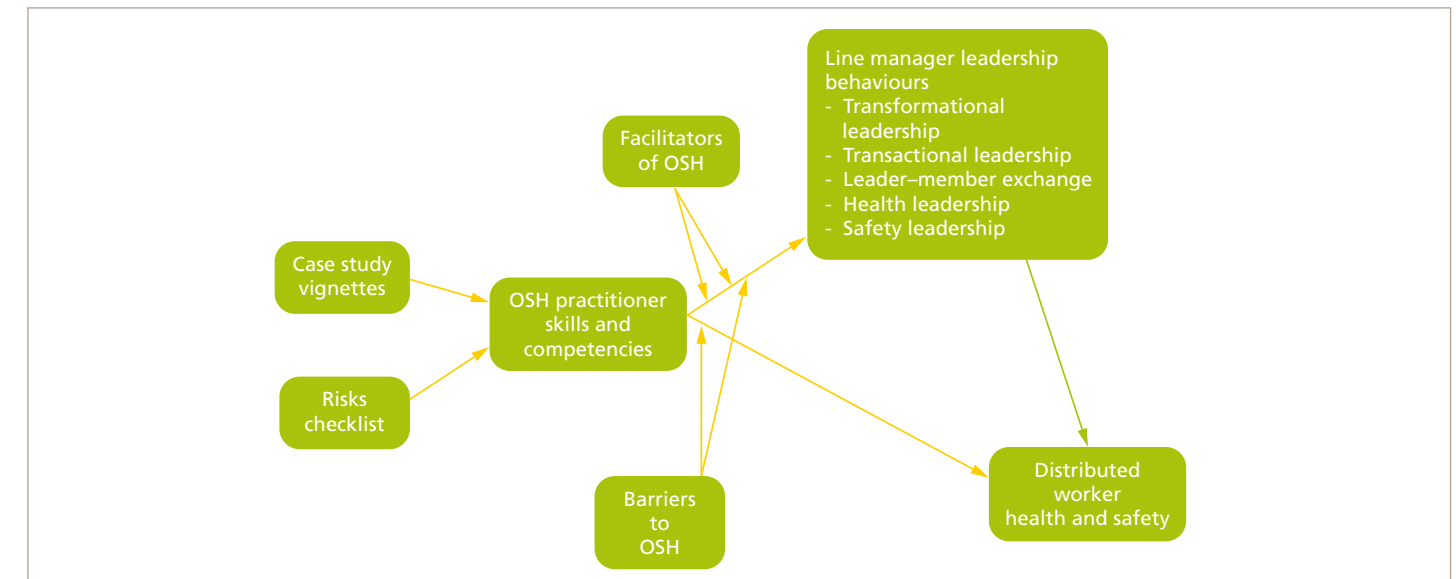 Line manager leadership
behaviours
- Transformational
leadership
- Transactional leadership
- Leader–member exchange
- Health leadership
- Safety leadership
Facilitators
of OSH
Case study
vignettes
OSH practitioner
skills and
competencies
Risks
checklist
Barriers
to
OSH
Distributed
worker
health and safety